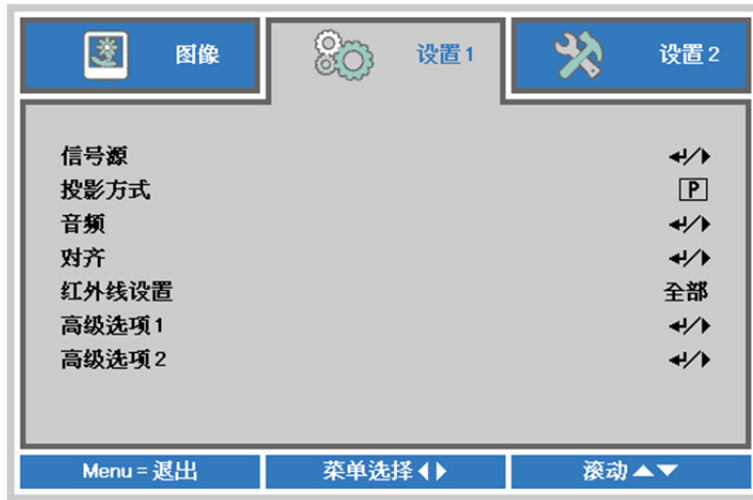 图像
设置1
设置2
信号源
投影方式 P
音频
对齐
红外线设置 全部
高级选项1
高级选项2
Menu = 退出
菜单选择
滚动